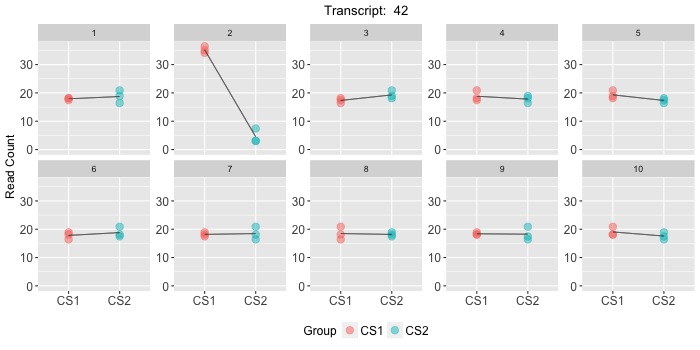 Transcript:  42
1 2 3 4 5
30
20
10
0
Read Count
6 7 8 9 10
30
20
10
0
CS1 CS2 CS1 CS2 CS1 CS2 CS1 CS2 CS1 CS2
Group CS1 CS2